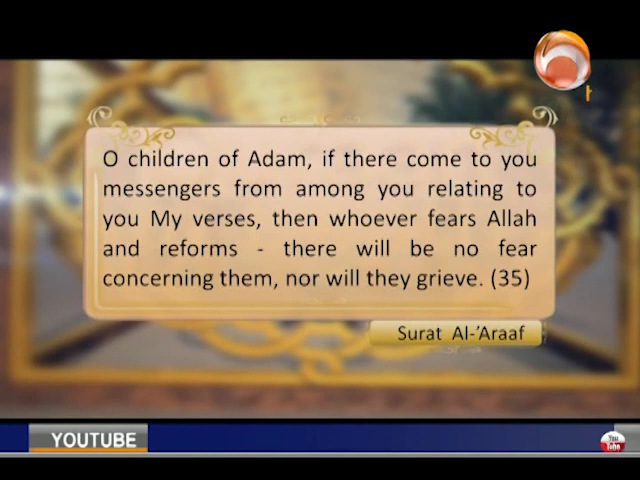 O children of Adam, if there come to you
messengers from among you relating to
you My verses, then whoever fears Allah
and reforms - there will be no fear
concerning them, nor will they grieve. (35)
Surat Al-'Araaf
YOUTUBE
You
Tube